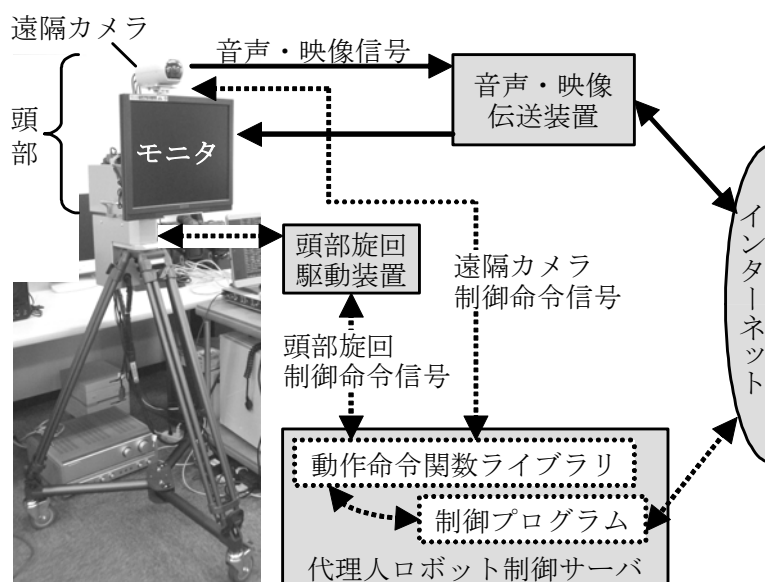 遠隔カメラ
頭部
モニタ
音声・映像信号
音声・映像
伝送装置
インターネット
頭部旋回
駆動装置
遠隔カメラ
制御命令信号
頭部旋回
制御命令信号
動作命令関数ライブラリ
制御プログラム
代理人ロボット制御サーバ